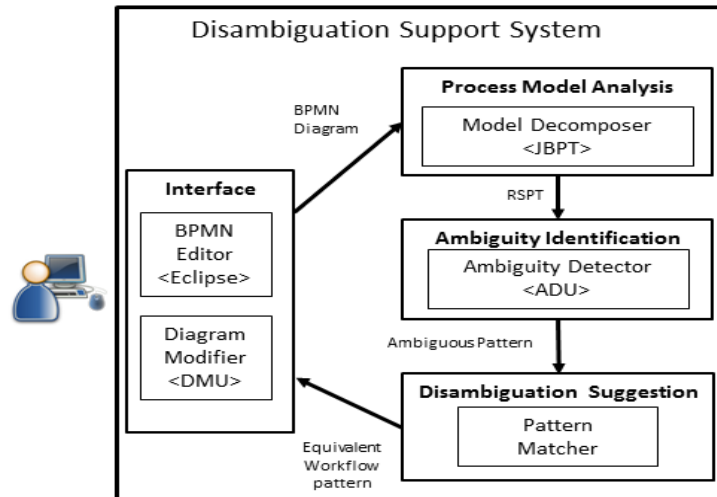 Disambiguation Support System
Process Model Analysis
Model Decomposer
<JBPT>
BPMN
Diagram
RSPT
Interface
BPMN
Editor
<Eclipse>
Diagram
Modifier
<DMU>
Ambiguity Identification
Ambiguity Detector
<ADU>
Ambiguous Pattern
Disambiguation Suggestion
Pattern
Matcher
Equivalent
Workflow
pattern